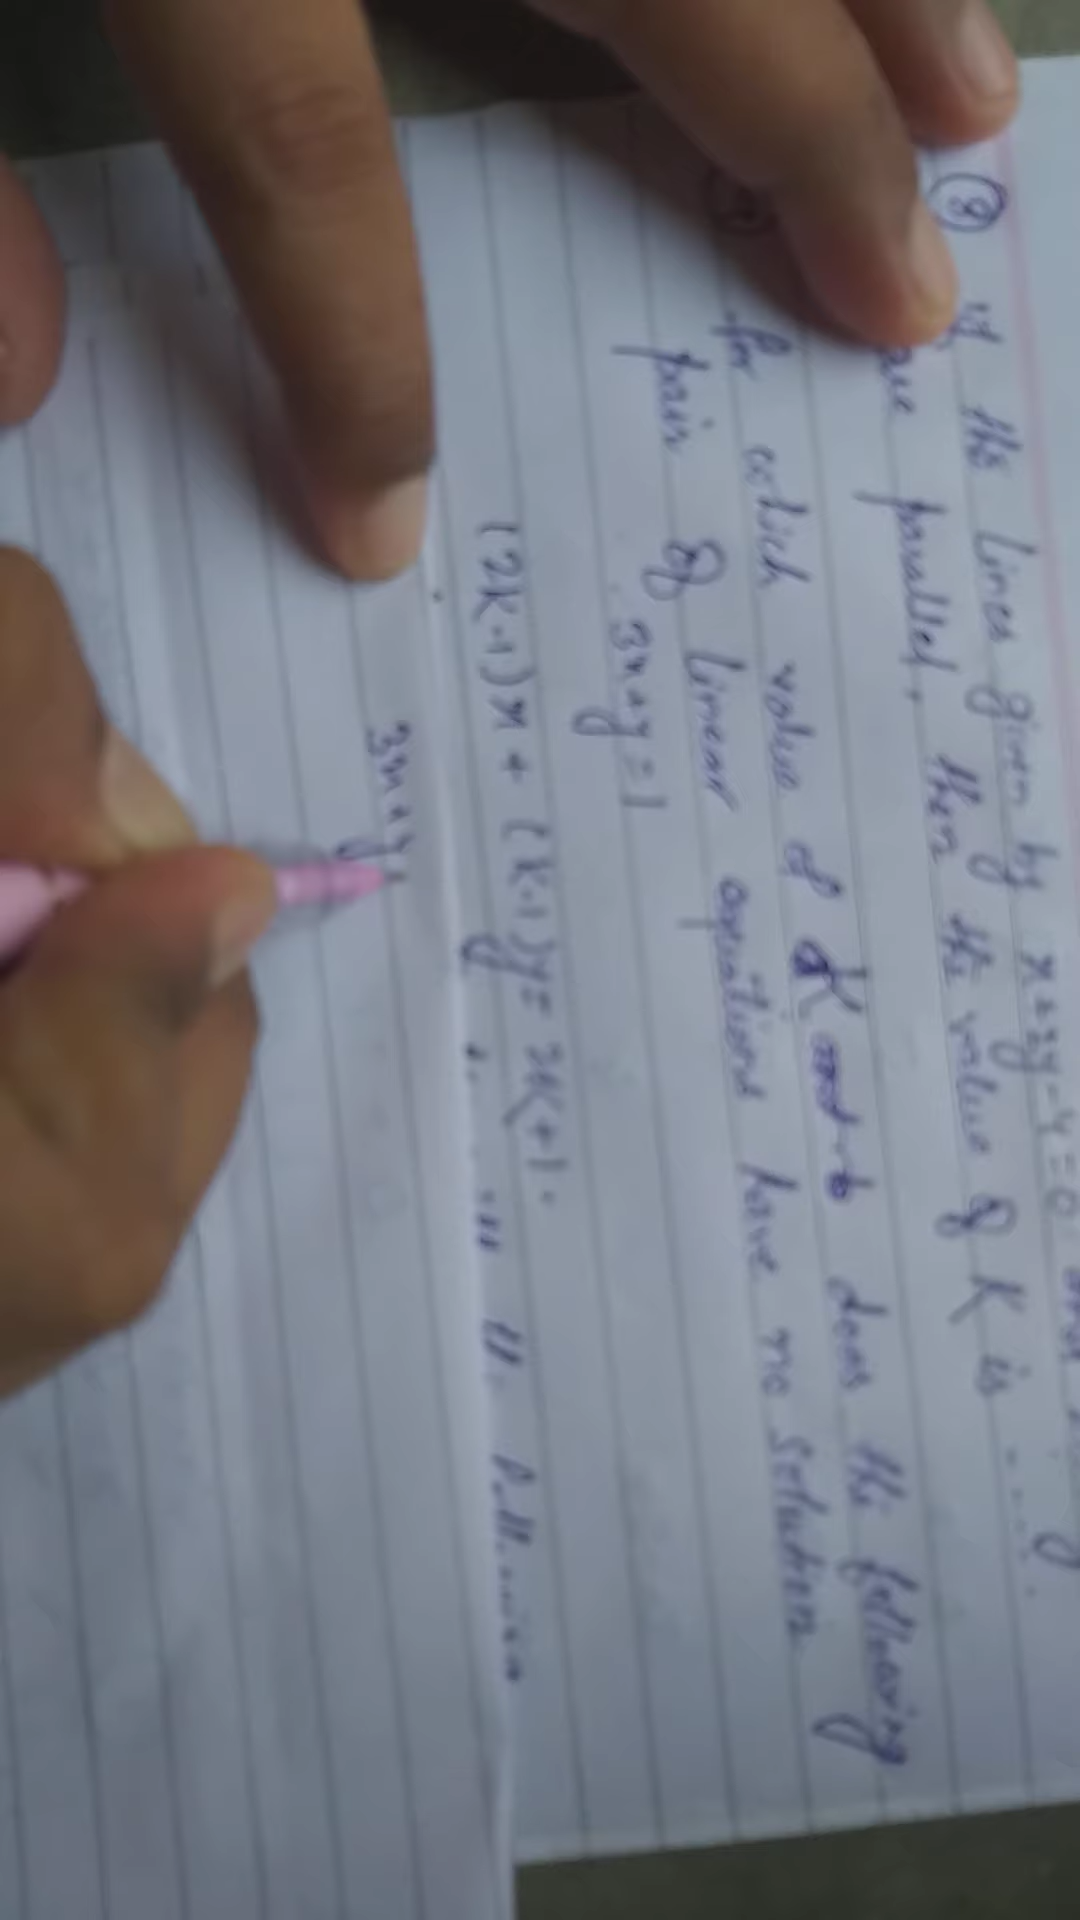 ⑧ if the lines given by x+2y-4=0
are parallel, then the value of K is ....
for which value of K does the following
pair of linear equations have no solution
3x+y=1
(2K-1)x + (K-1)y = 2K+1.
3x+y